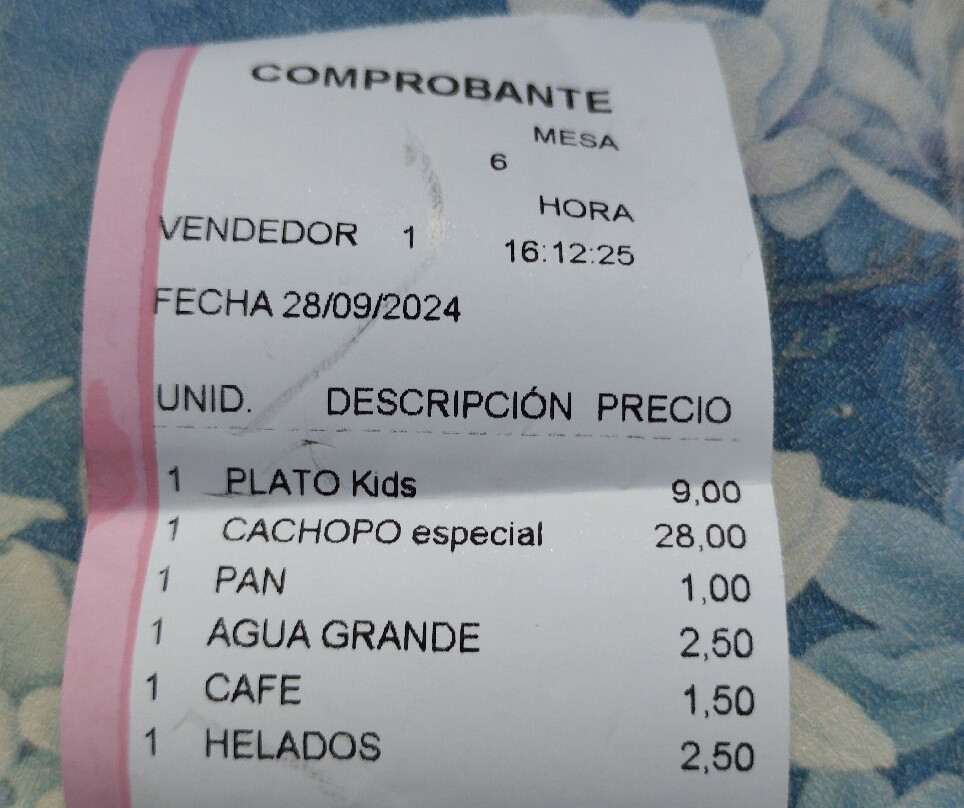 COMPROBANTE
MESA
6
HORA
VENDEDOR 1 16:12:25
FECHA 28/09/2024
UNID. DESCRIPCIÓN PRECIO
1 PLATO Kids 9,00
1 CACHOPO especial 28,00
1 PAN 1,00
1 AGUA GRANDE 2,50
1 CAFE 1,50
1 HELADOS 2,50